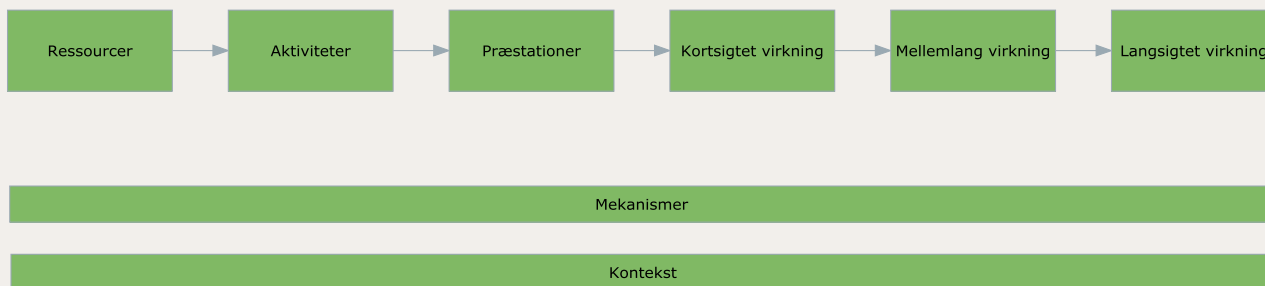 Ressourcer
Aktiviteter
Præstationer
Kortsigtet virkning
Mellemlang virkning
Langsigtet virkning
Mekanismer
Kontekst